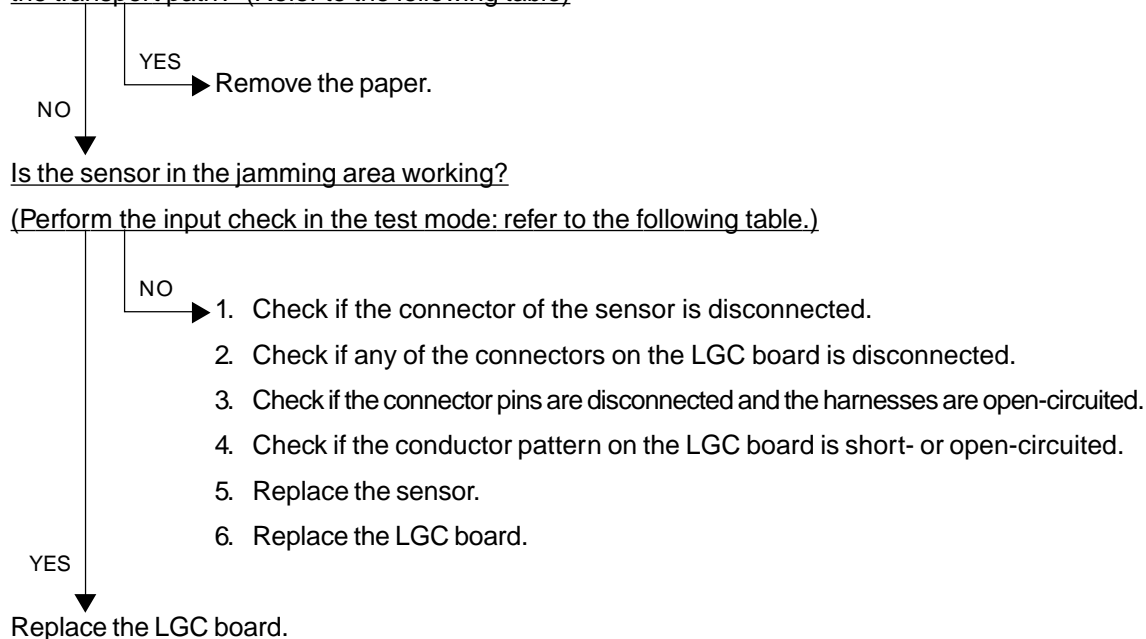 the transport path? (Refer to the following table)
YES
Remove the paper.
NO
Is the sensor in the jamming area working?
(Perform the input check in the test mode: refer to the following table.)
NO
1. Check if the connector of the sensor is disconnected.
2. Check if any of the connectors on the LGC board is disconnected.
3. Check if the connector pins are disconnected and the harnesses are open-circuited.
4. Check if the conductor pattern on the LGC board is short- or open-circuited.
5. Replace the sensor.
6. Replace the LGC board.
YES
Replace the LGC board.